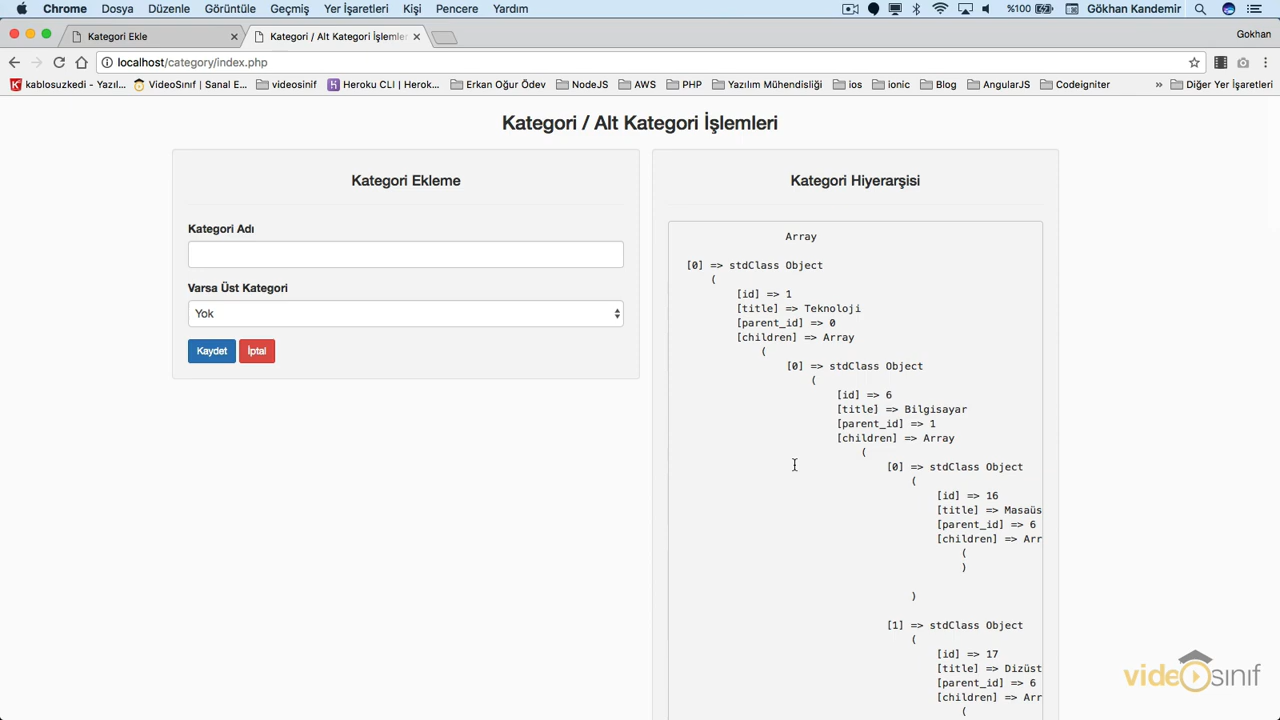 Chrome Dosya Düzenle Görüntüle Geçmiş Yer İşaretleri Kişi Pencere Yardım %100 Gökhan Kandemir
Kategori Ekle Kategori / Alt Kategori İşlemler Gokhan
localhost/category/index.php
kablosuzkedi - Yazıl... VideoSınıf | Sanal E... videosinif Heroku CLI | Herok... Erkan Oğur Ödev NodeJS AWS PHP Yazılım Mühendisliği ios ionic Blog AngularJS Codeigniter » Diğer Yer İşaretleri
Kategori / Alt Kategori İşlemleri
Kategori Ekleme
Kategori Adı
Varsa Üst Kategori
Yok
Kaydet İptal
Kategori Hiyerarşisi
Array
[0] => stdClass Object
(
[id] => 1
[title] => Teknoloji
[parent_id] => 0
[children] => Array
(
[0] => stdClass Object
(
[id] => 6
[title] => Bilgisayar
[parent_id] => 1
[children] => Array
(
[0] => stdClass Object
(
[id] => 16
[title] => Masaüs
[parent_id] => 6
[children] => Arr
(
)
)
[1] => stdClass Object
(
[id] => 17
[title] => Dizüst
[parent_id] => 6
[children] => Arr
(
videosınıf